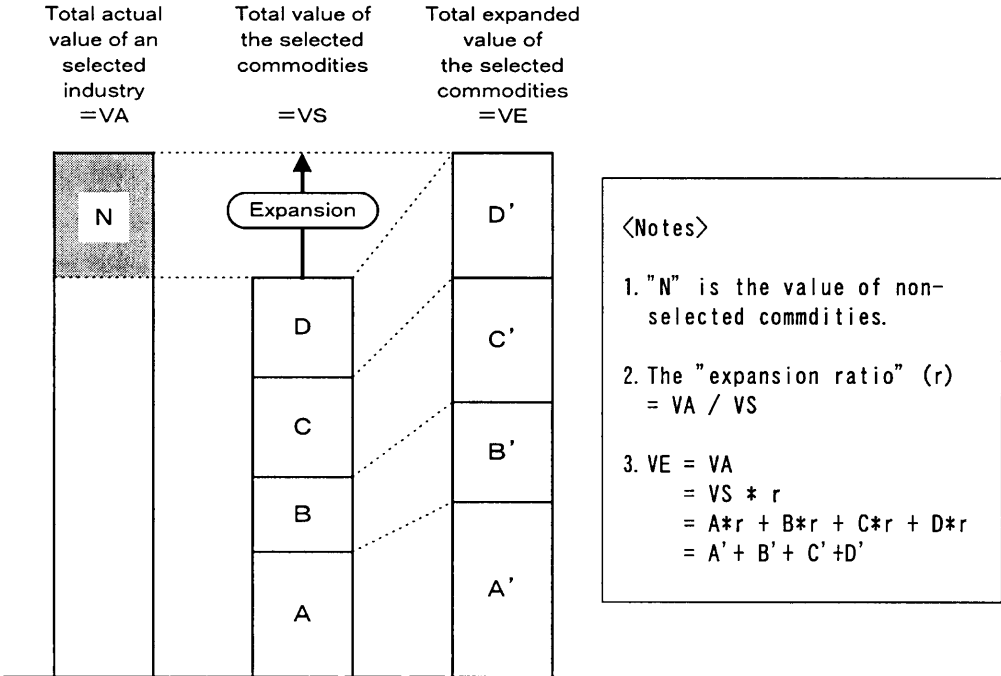 Total actual
value of an
selected
industry
=VA
Total value of
the selected
commodities
=VS
Total expanded
value of
the selected
commodities
=VE
N
Expansion
D
C
B
A
D'
C'
B'
A'
<Notes>
1. "N" is the value of non-
selected commdities.
2. The "expansion ratio" (r)
= VA / VS
3. VE = VA
= VS * r
= A*r + B*r + C*r + D*r
= A'+ B'+ C'+D'